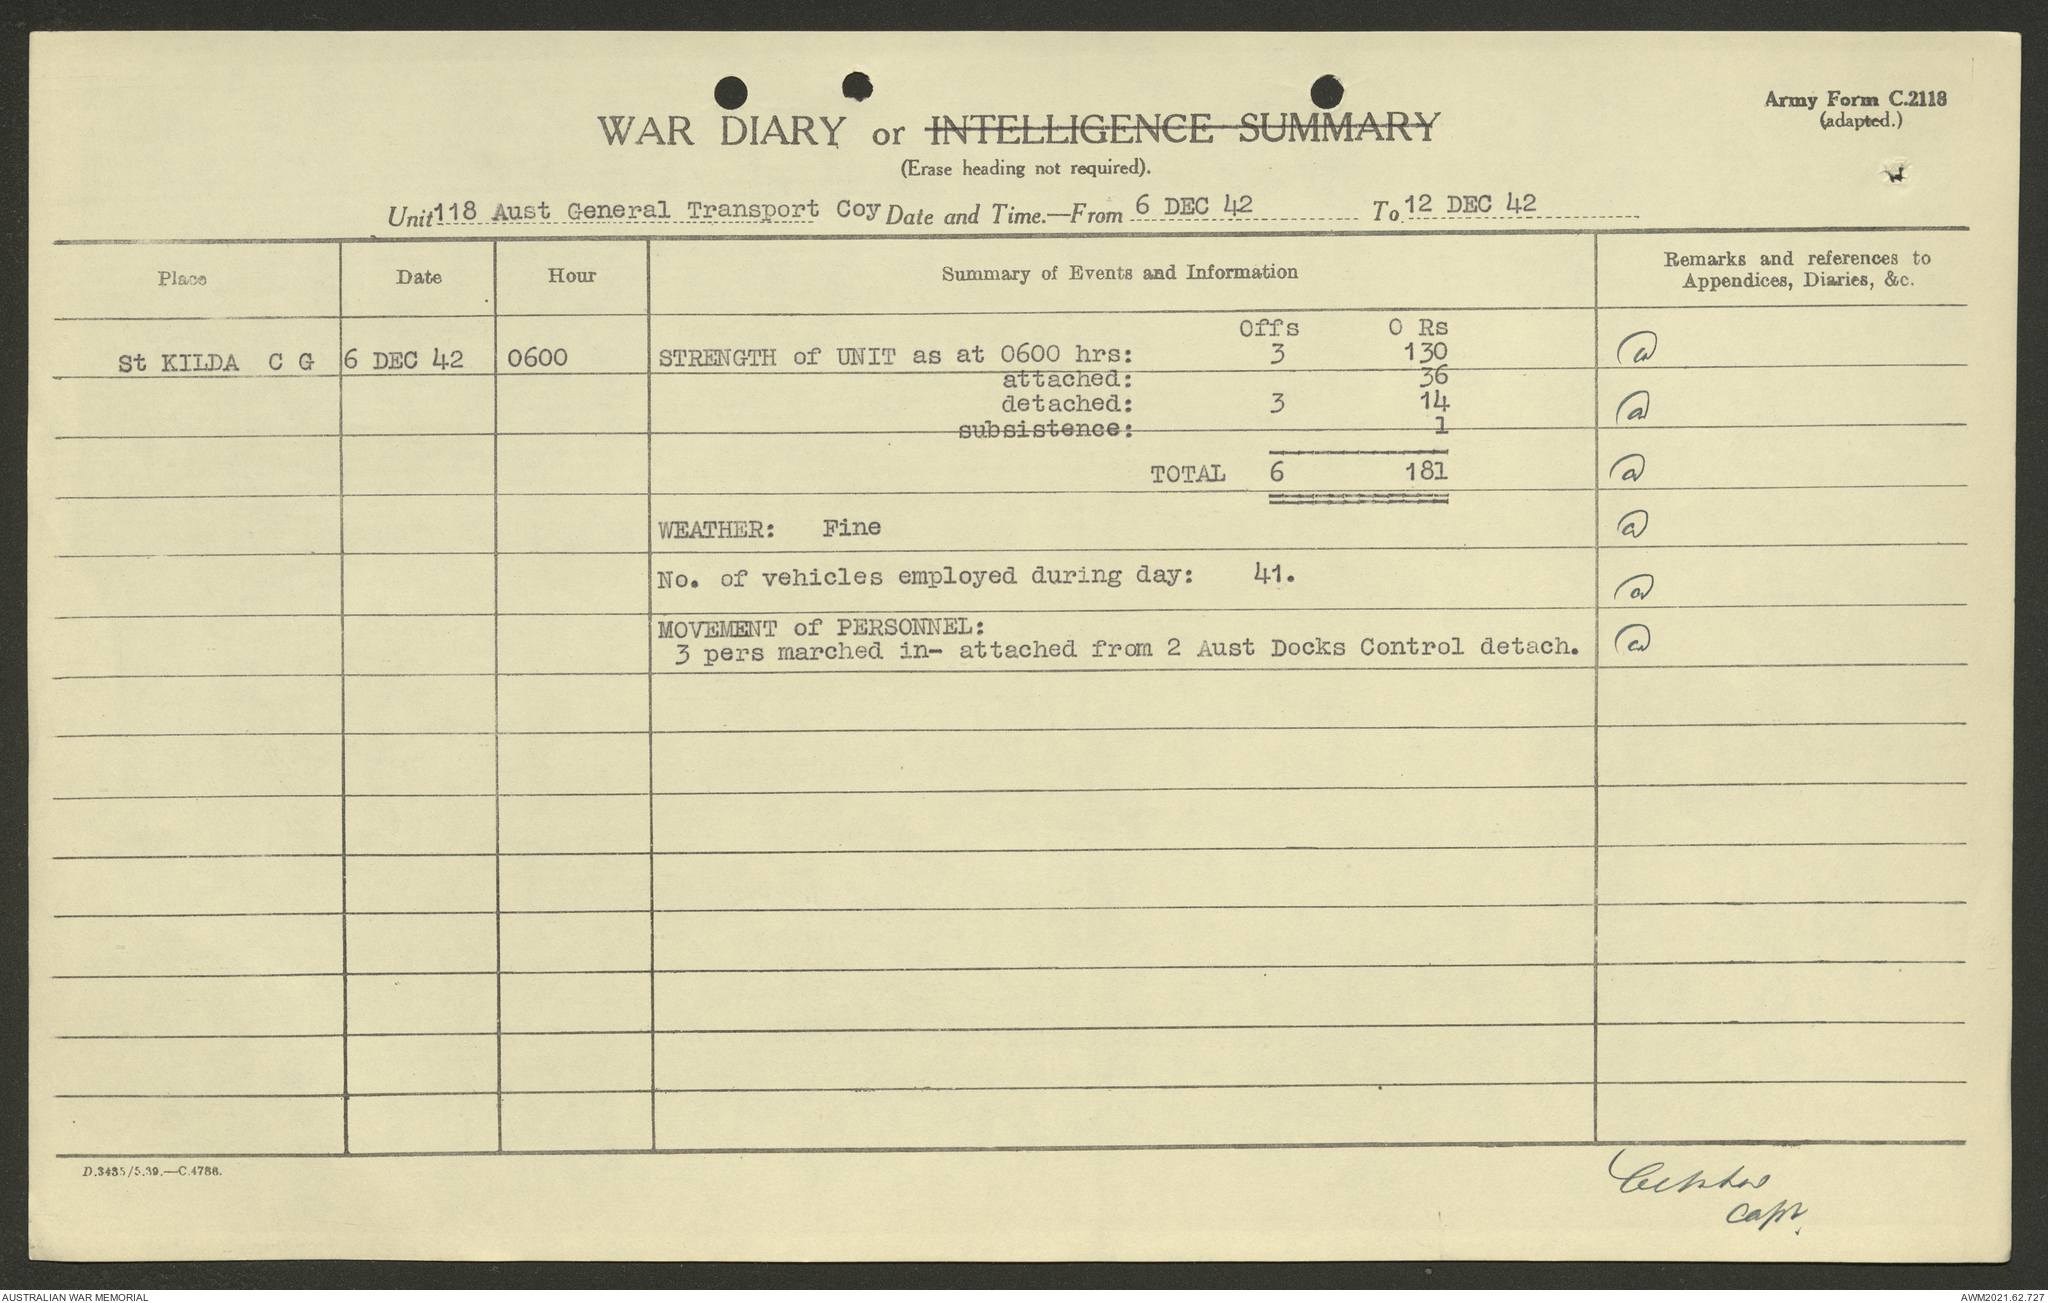 Army Form C.2118
(adapted.)
WAR DIARY or INTELLIGENCE SUMMARY
(Erase heading not required).
Unit 118 Aust General Transport Coy Date and Time.—From 6 DEC 42 To 12 DEC 42
Place Date Hour Summary of Events and Information Remarks and references to
Appendices, Diaries, &c.
Offs O Rs
St KILDA C G 6 DEC 42 0600 STRENGTH of UNIT as at 0600 hrs: 3 130
attached: 36
detached: 3 14
subsistence: 1
TOTAL 6 181
WEATHER: Fine
No. of vehicles employed during day: 41.
MOVEMENT of PERSONNEL:
3 pers marched in- attached from 2 Aust Docks Control detach.
D.3435/5.39.—C.4786.
Capt.
AUSTRALIAN WAR MEMORIAL
AWM2021.62.727